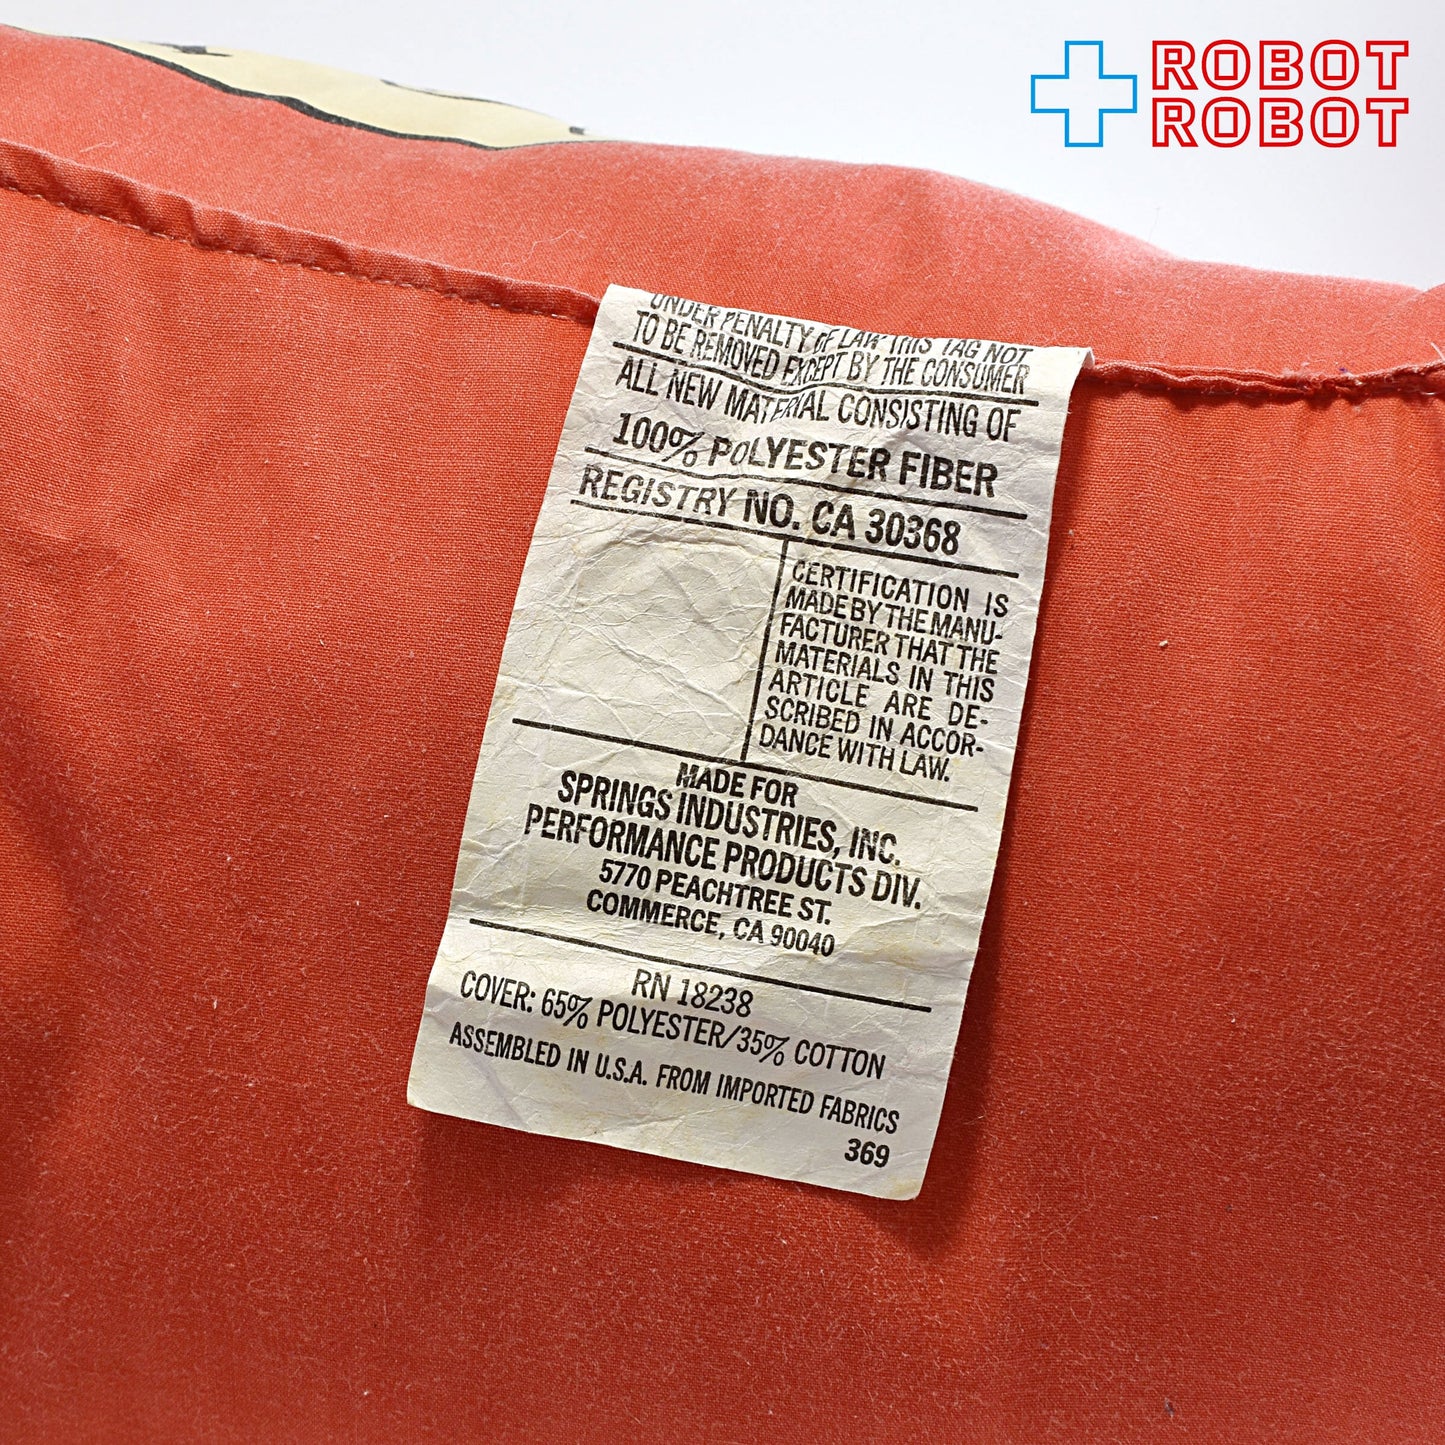 ROBOT
ROBOT
UNDER PENALTY OF LAW THIS TAG NOT
TO BE REMOVED EXCEPT BY THE CONSUMER
ALL NEW MATERIAL CONSISTING OF
100% POLYESTER FIBER
REGISTRY NO. CA 30368
CERTIFICATION IS
MADE BY THE MANU-
FACTURER THAT THE
MATERIALS IN THIS
ARTICLE ARE DE-
SCRIBED IN ACCOR-
DANCE WITH LAW.
MADE FOR
SPRINGS INDUSTRIES, INC.
PERFORMANCE PRODUCTS DIV.
5770 PEACHTREE ST.
COMMERCE, CA 90040
RN 18238
COVER: 65% POLYESTER/35% COTTON
ASSEMBLED IN U.S.A. FROM IMPORTED FABRICS
369